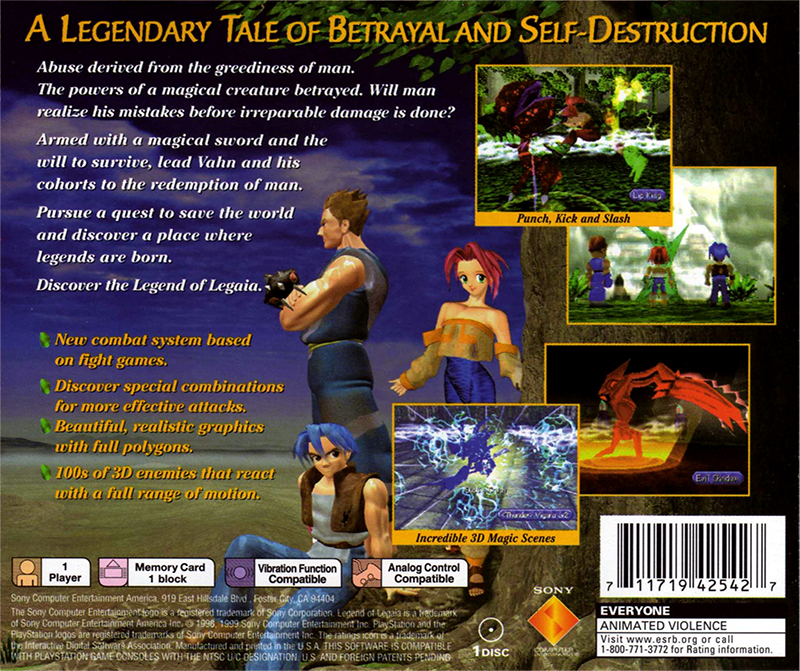 A LEGENDARY TALE OF BETRAYAL AND SELF-DESTRUCTION
Abuse derived from the greediness of man.
The powers of a magical creature betrayed. Will man
realize his mistakes before irreparable damage is done?
Armed with a magical sword and the
will to survive, lead Vahn and his
cohorts to the redemption of man.
Pursue a quest to save the world
and discover a place where
legends are born.
Discover the Legend of Legaia.
Punch, Kick and Slash
New combat system based
on fight games.
Discover special combinations
for more effective attacks.
Beautiful, realistic graphics
with full polygons.
100s of 3D enemies that react
with a full range of motion.
Incredible 3D Magic Scenes
1
Player
Memory Card
1 block
Vibration Function
Compatible
Analog Control
Compatible
Sony Computer Entertainment America, 919 East Hillsdale Blvd., Foster City, CA 94404
The Sony Computer Entertainment logo is a registered trademark of Sony Corporation. Legend of Legaia is a trademark
of Sony Computer Entertainment America Inc. © 1998, 1999 Sony Computer Entertainment Inc. PlayStation and the
PlayStation logos are registered trademarks of Sony Computer Entertainment Inc. The ratings icon is a trademark of the
Interactive Digital Software Association. Manufactured and printed in the U.S.A. THIS SOFTWARE IS COMPATIBLE
WITH PLAYSTATION GAME CONSOLES WITH THE NTSC U/C DESIGNATION. U.S. AND FOREIGN PATENTS PENDING
1 DISC
SONY
COMPUTER
ENTERTAINMENT
7 11719 42542 7
EVERYONE
ANIMATED VIOLENCE
Visit www.esrb.org or call
1-800-771-3772 for Rating information.